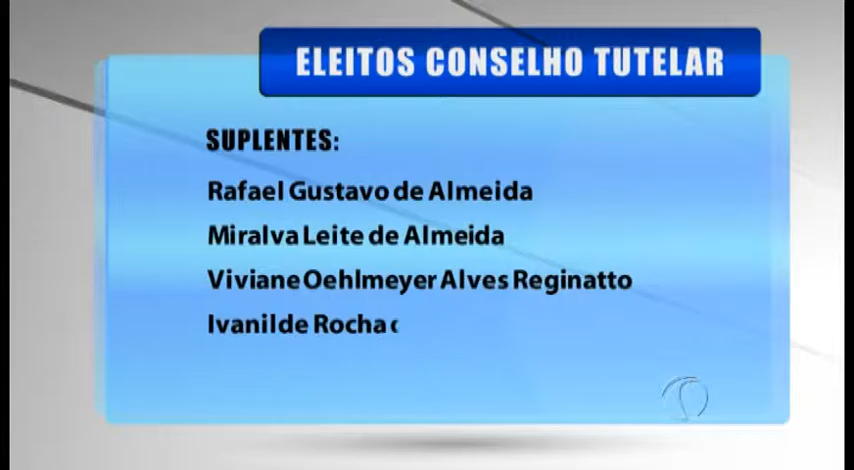 ELEITOS CONSELHO TUTELAR
SUPLENTES:
Rafael Gustavo de Almeida
Miralva Leite de Almeida
Viviane Oehlmeyer Alves Reginatto
Ivanilde Rocha